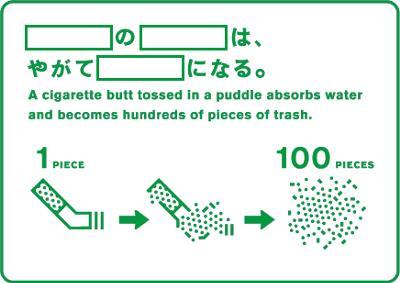 の は、
やがて になる。
A cigarette butt tossed in a puddle absorbs water
and becomes hundreds of pieces of trash.
1 PIECE
100 PIECES